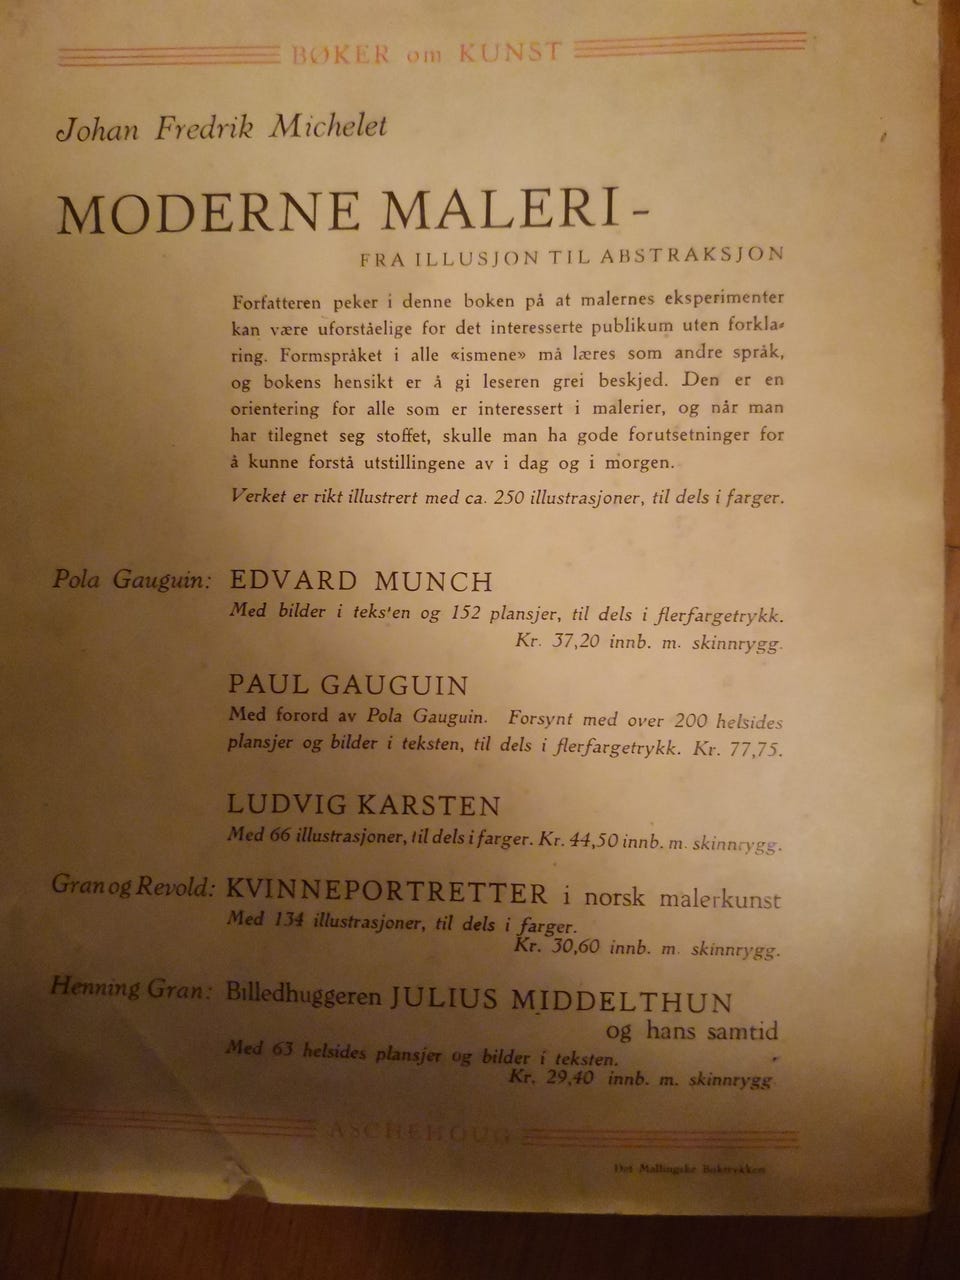 BØKER om KUNST
Johan Fredrik Michelet
MODERNE MALERI -
FRA ILLUSJON TIL ABSTRAKSJON
Forfatteren peker i denne boken på at malernes eksperimenter
kan være uforståelige for det interesserte publikum uten forkla-
ring. Formspråket i alle «ismene» må læres som andre språk,
og bokens hensikt er å gi leseren grei beskjed. Den er en
orientering for alle som er interessert i malerier, og når man
har tilegnet seg stoffet, skulle man ha gode forutsetninger for
å kunne forstå utstillingene av i dag og i morgen.
Verket er rikt illustrert med ca. 250 illustrasjoner, til dels i farger.
Pola Gauguin: EDVARD MUNCH
Med bilder i teksten og 152 plansjer, til dels i flerfargetrykk.
Kr. 37,20 innb. m. skinnrygg.
PAUL GAUGUIN
Med forord av Pola Gauguin. Forsynt med over 200 helsides
plansjer og bilder i teksten, til dels i flerfargetrykk. Kr. 77,75.
LUDVIG KARSTEN
Med 66 illustrasjoner, til dels i farger. Kr. 44,50 innb. m. skinnrygg.
Gran og Revold: KVINNEPORTRETTER i norsk malerkunst
Med 134 illustrasjoner, til dels i farger.
Kr. 30,60 innb. m. skinnrygg.
Henning Gran: Billedhuggeren JULIUS MIDDELTHUN
og hans samtid
Med 63 helsides plansjer og bilder i teksten.
Kr. 29,40 innb. m. skinnrygg
ASCHEHOUG
Det Mallingske Boktrykkeri